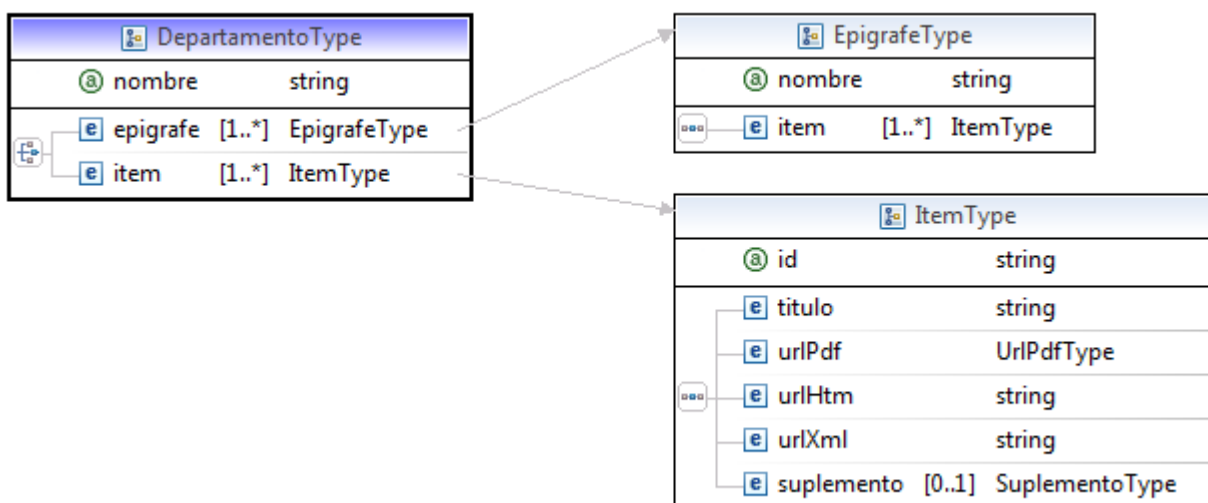 DepartamentoType
a nombre string
e epigrafe [1..*] EpigrafeType
e item [1..*] ItemType
EpigrafeType
a nombre string
e item [1..*] ItemType
ItemType
a id string
e titulo string
e urlPdf UrlPdfType
e urlHtm string
e urlXml string
e suplemento [0..1] SuplementoType